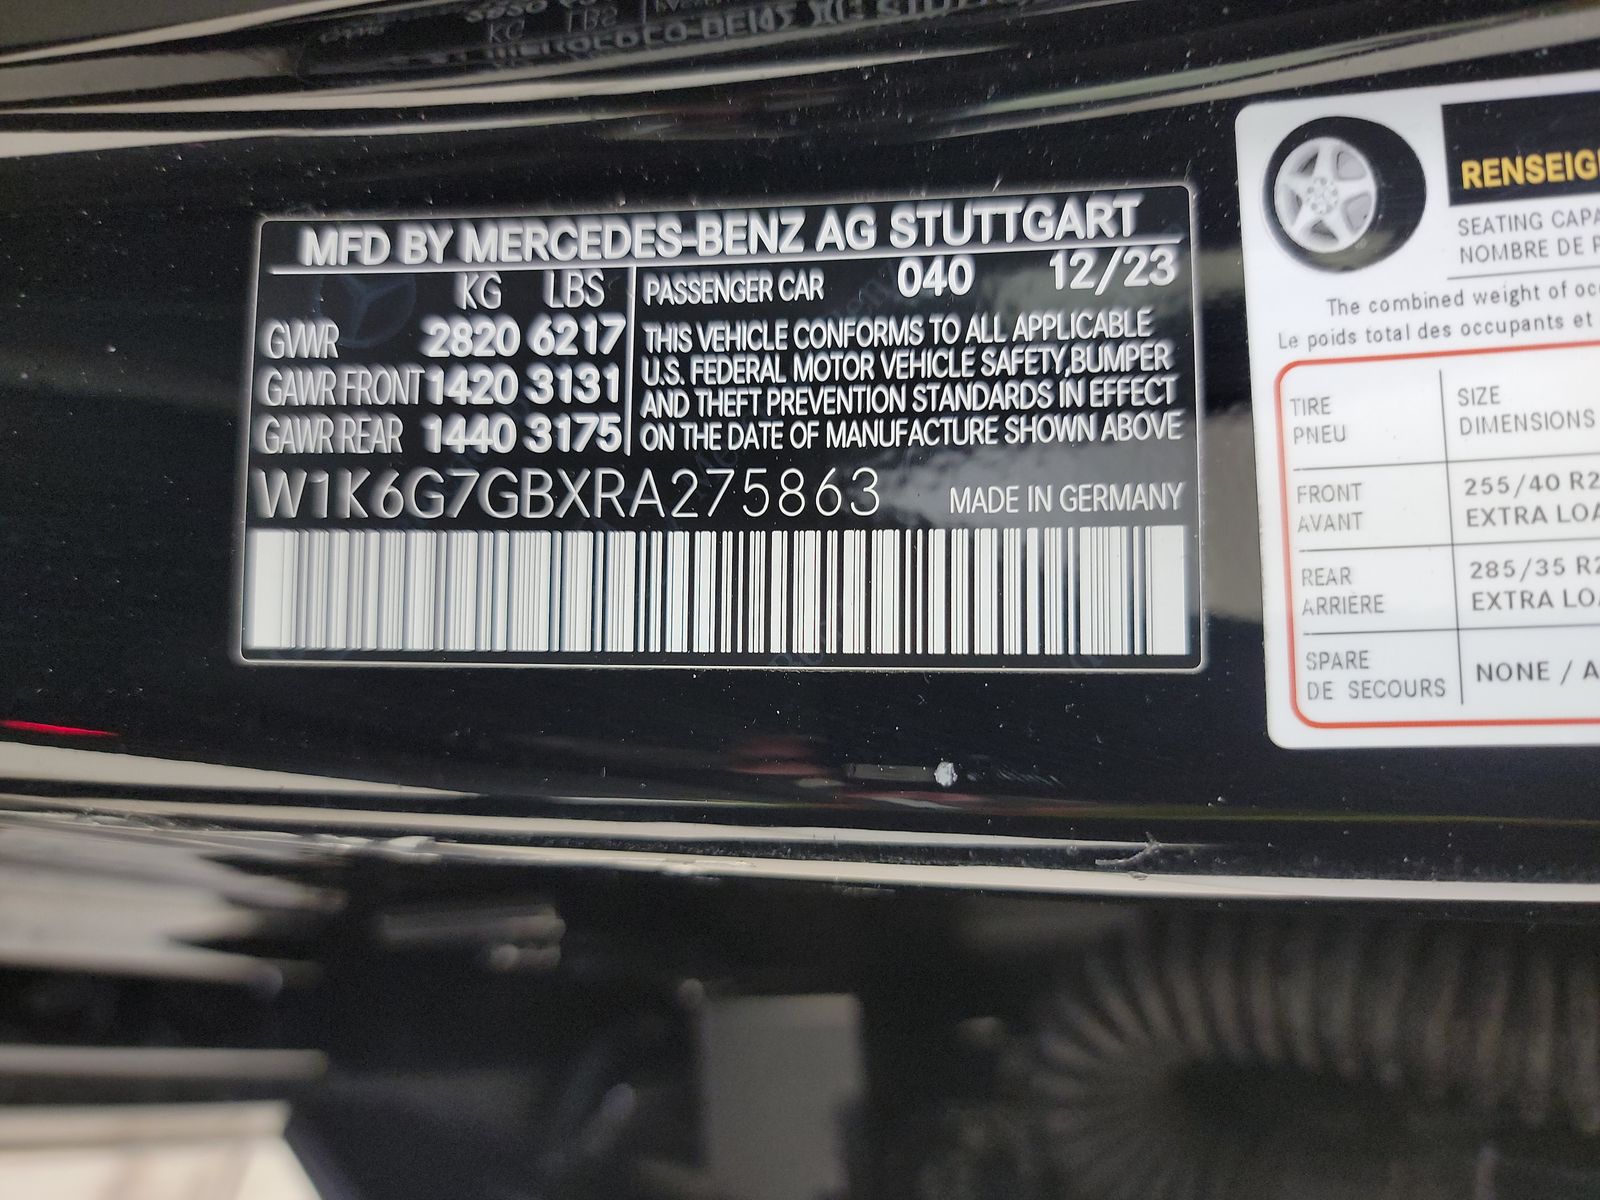 MFD BY MERCEDES-BENZ AG STUTTGART
KG LBS
GVWR 2820 6217
GAWR FRONT 1420 3131
GAWR REAR 1440 3175
PASSENGER CAR 040 12/23
THIS VEHICLE CONFORMS TO ALL APPLICABLE
U.S. FEDERAL MOTOR VEHICLE SAFETY, BUMPER
AND THEFT PREVENTION STANDARDS IN EFFECT
ON THE DATE OF MANUFACTURE SHOWN ABOVE
W1K6G7GBXRA275863 MADE IN GERMANY
RENSEIG
SEATING CAPA
NOMBRE DE P
The combined weight of occ
Le poids total des occupants et
TIRE SIZE
PNEU DIMENSIONS
FRONT 255/40 R2
AVANT EXTRA LOA
REAR 285/35 R2
ARRIÈRE EXTRA LOA
SPARE NONE / A
DE SECOURS